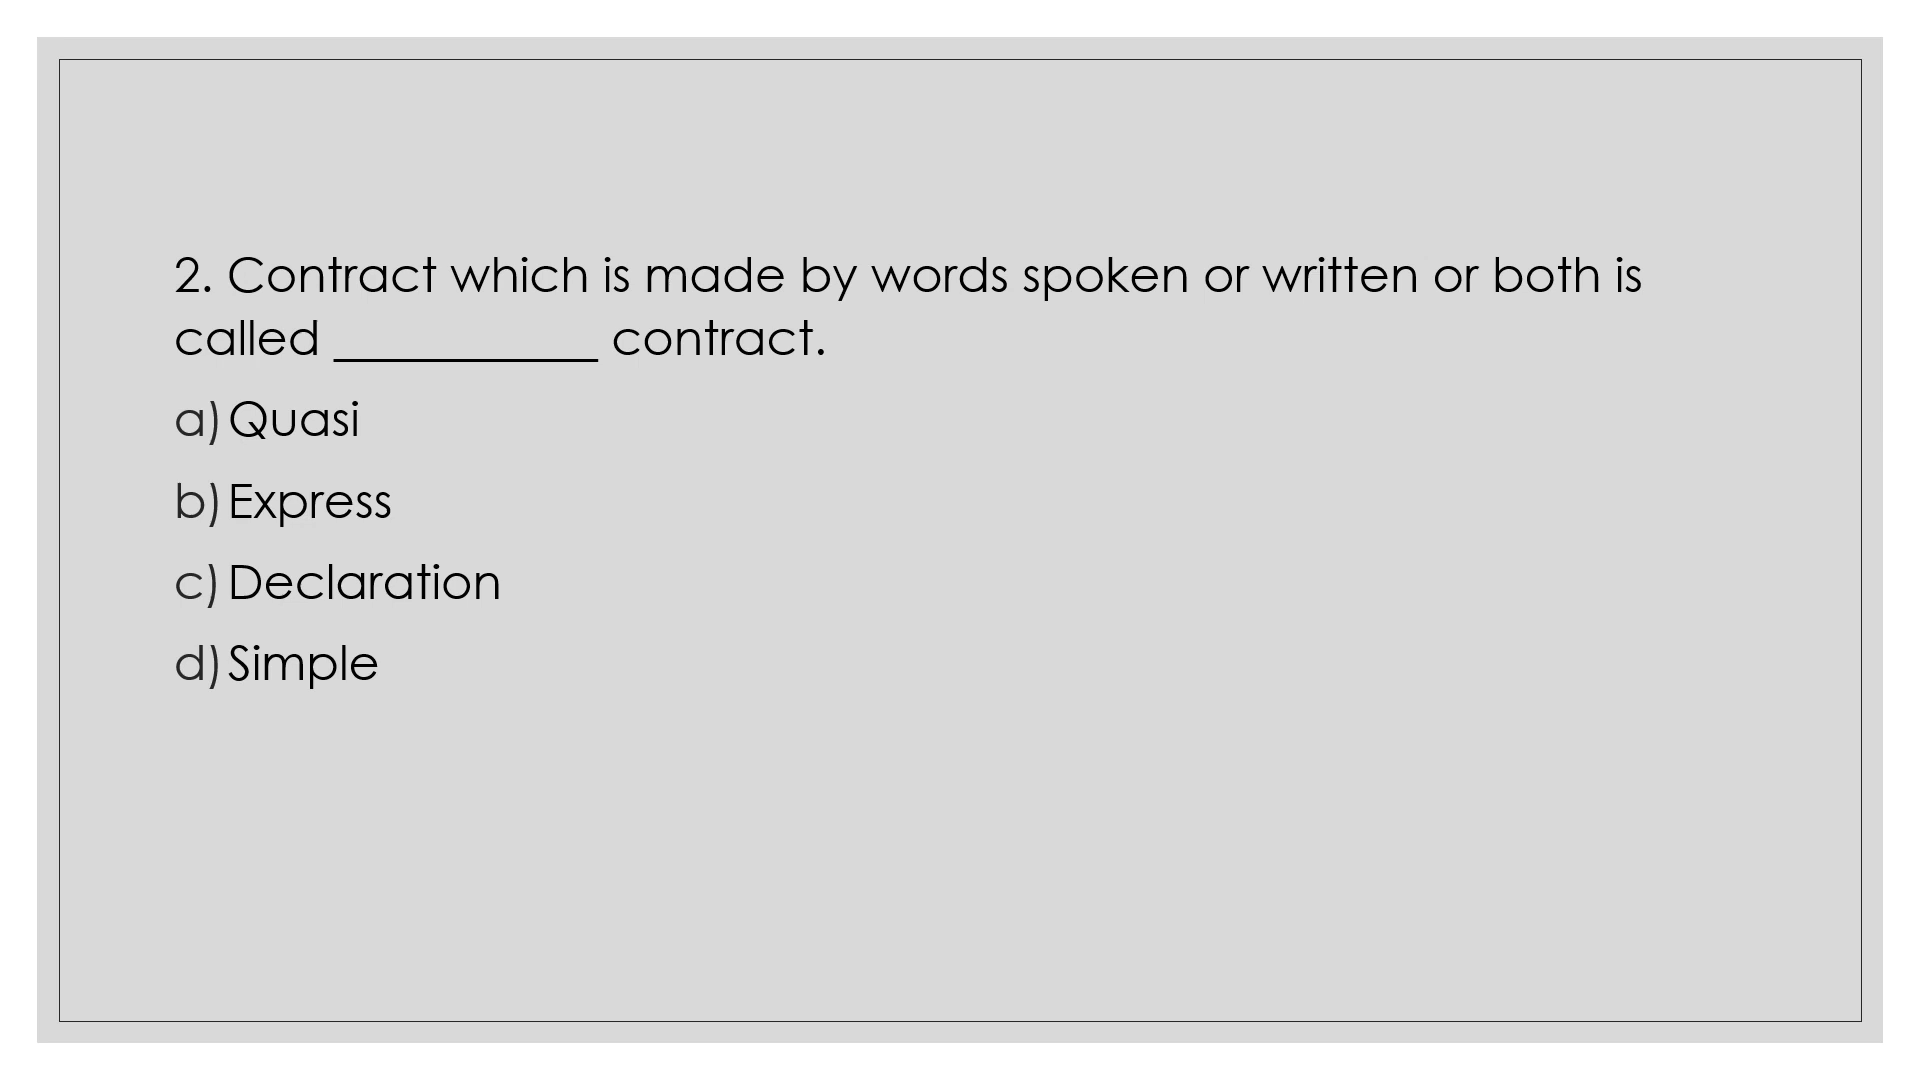 2. Contract which is made by words spoken or written or both is
called ___________ contract.
a) Quasi
b) Express
c) Declaration
d) Simple